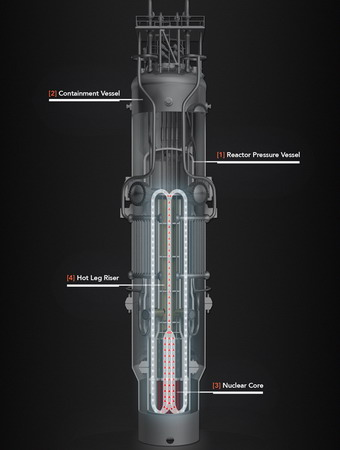 [2] Containment Vessel
[1] Reactor Pressure Vessel
[4] Hot Leg Riser
[3] Nuclear Core